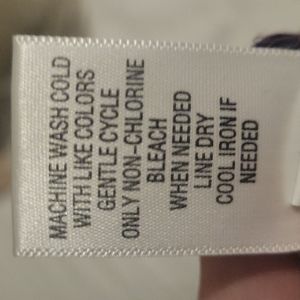 MACHINE WASH COLD
WITH LIKE COLORS
GENTLE CYCLE
ONLY NON-CHLORINE
BLEACH
WHEN NEEDED
LINE DRY
COOL IRON IF
NEEDED